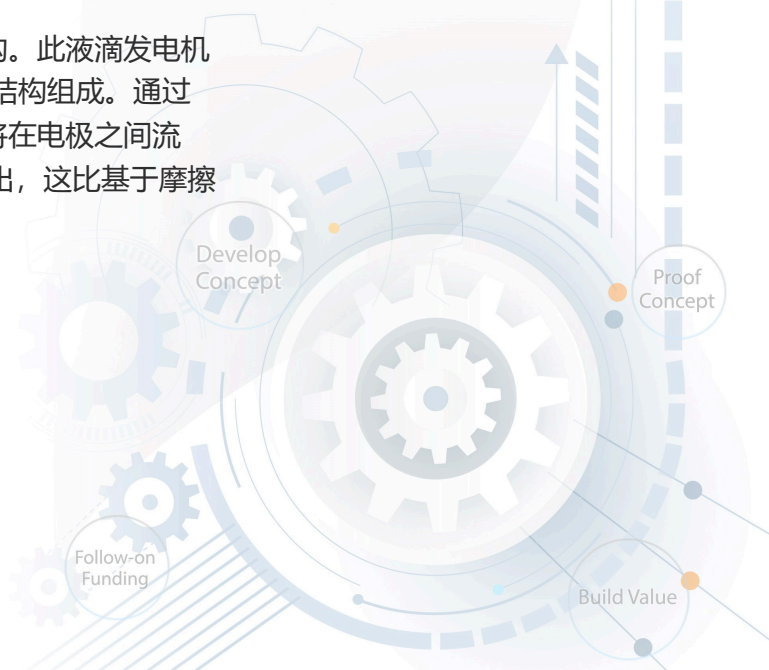 构。此液滴发电机
结构组成。通过
将在电极之间流
出，这比基于摩擦
Develop
Concept
Proof
Concept
Follow-on
Funding
Build Value